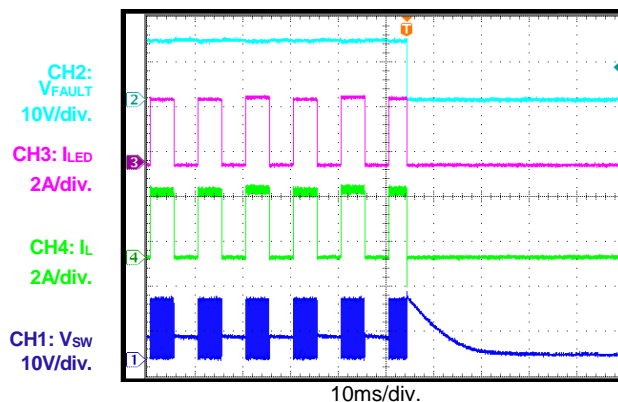 T
CH2:
VFAULT
10V/div.
2
CH3: ILED
2A/div.
3
CH4: IL
2A/div.
4
CH1: VSW
10V/div.
1
10ms/div.